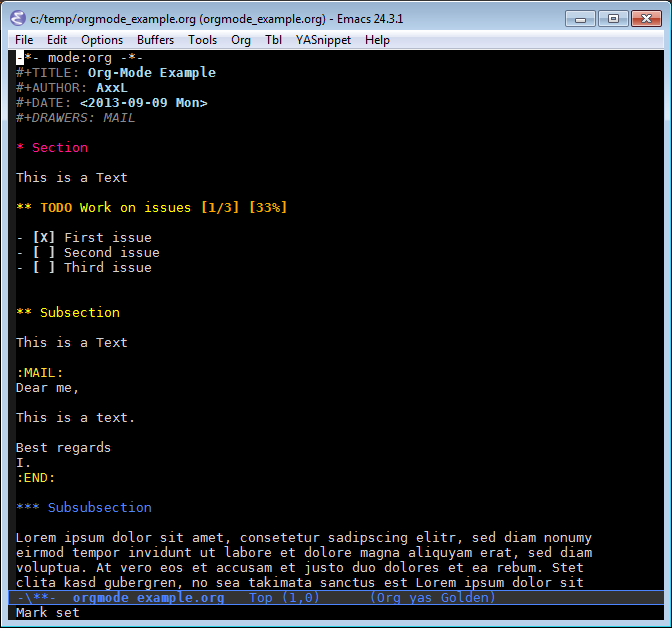 c:/temp/orgmode_example.org (orgmode_example.org) - Emacs 24.3.1
File Edit Options Buffers Tools Org Tbl YASnippet Help
-*- mode:org -*-
#+TITLE: Org-Mode Example
#+AUTHOR: AxxL
#+DATE: <2013-09-09 Mon>
#+DRAWERS: MAIL
* Section
This is a Text
** TODO Work on issues [1/3] [33%]
- [X] First issue
- [ ] Second issue
- [ ] Third issue
** Subsection
This is a Text
:MAIL:
Dear me,
This is a text.
Best regards
I.
:END:
*** Subsubsection
Lorem ipsum dolor sit amet, consetetur sadipscing elitr, sed diam nonumy
eirmod tempor invidunt ut labore et dolore magna aliquyam erat, sed diam
voluptua. At vero eos et accusam et justo duo dolores et ea rebum. Stet
clita kasd gubergren, no sea takimata sanctus est Lorem ipsum dolor sit
-\**- orgmode_example.org Top (1,0) (Org yas Golden)
Mark set